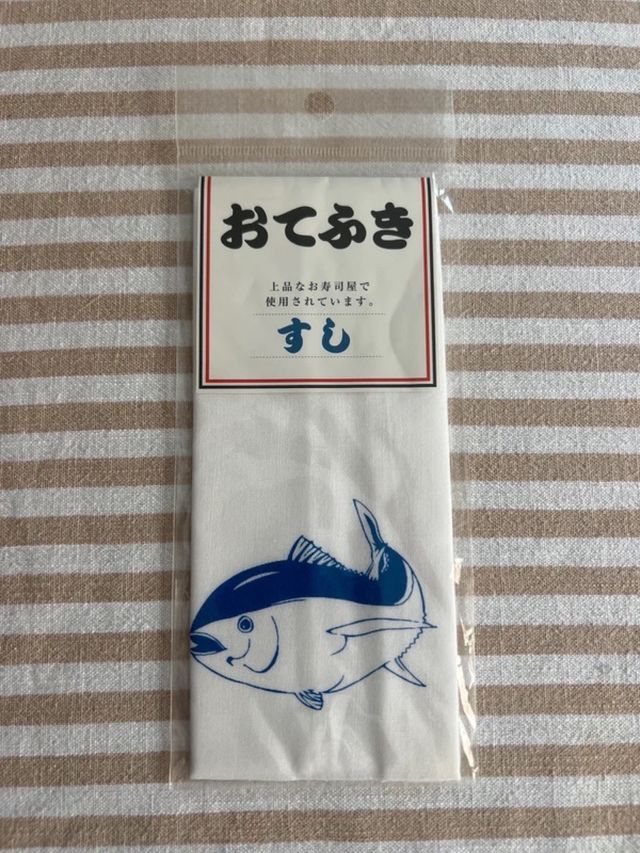 おてふき
上品なお寿司屋で
使用されています。
すし